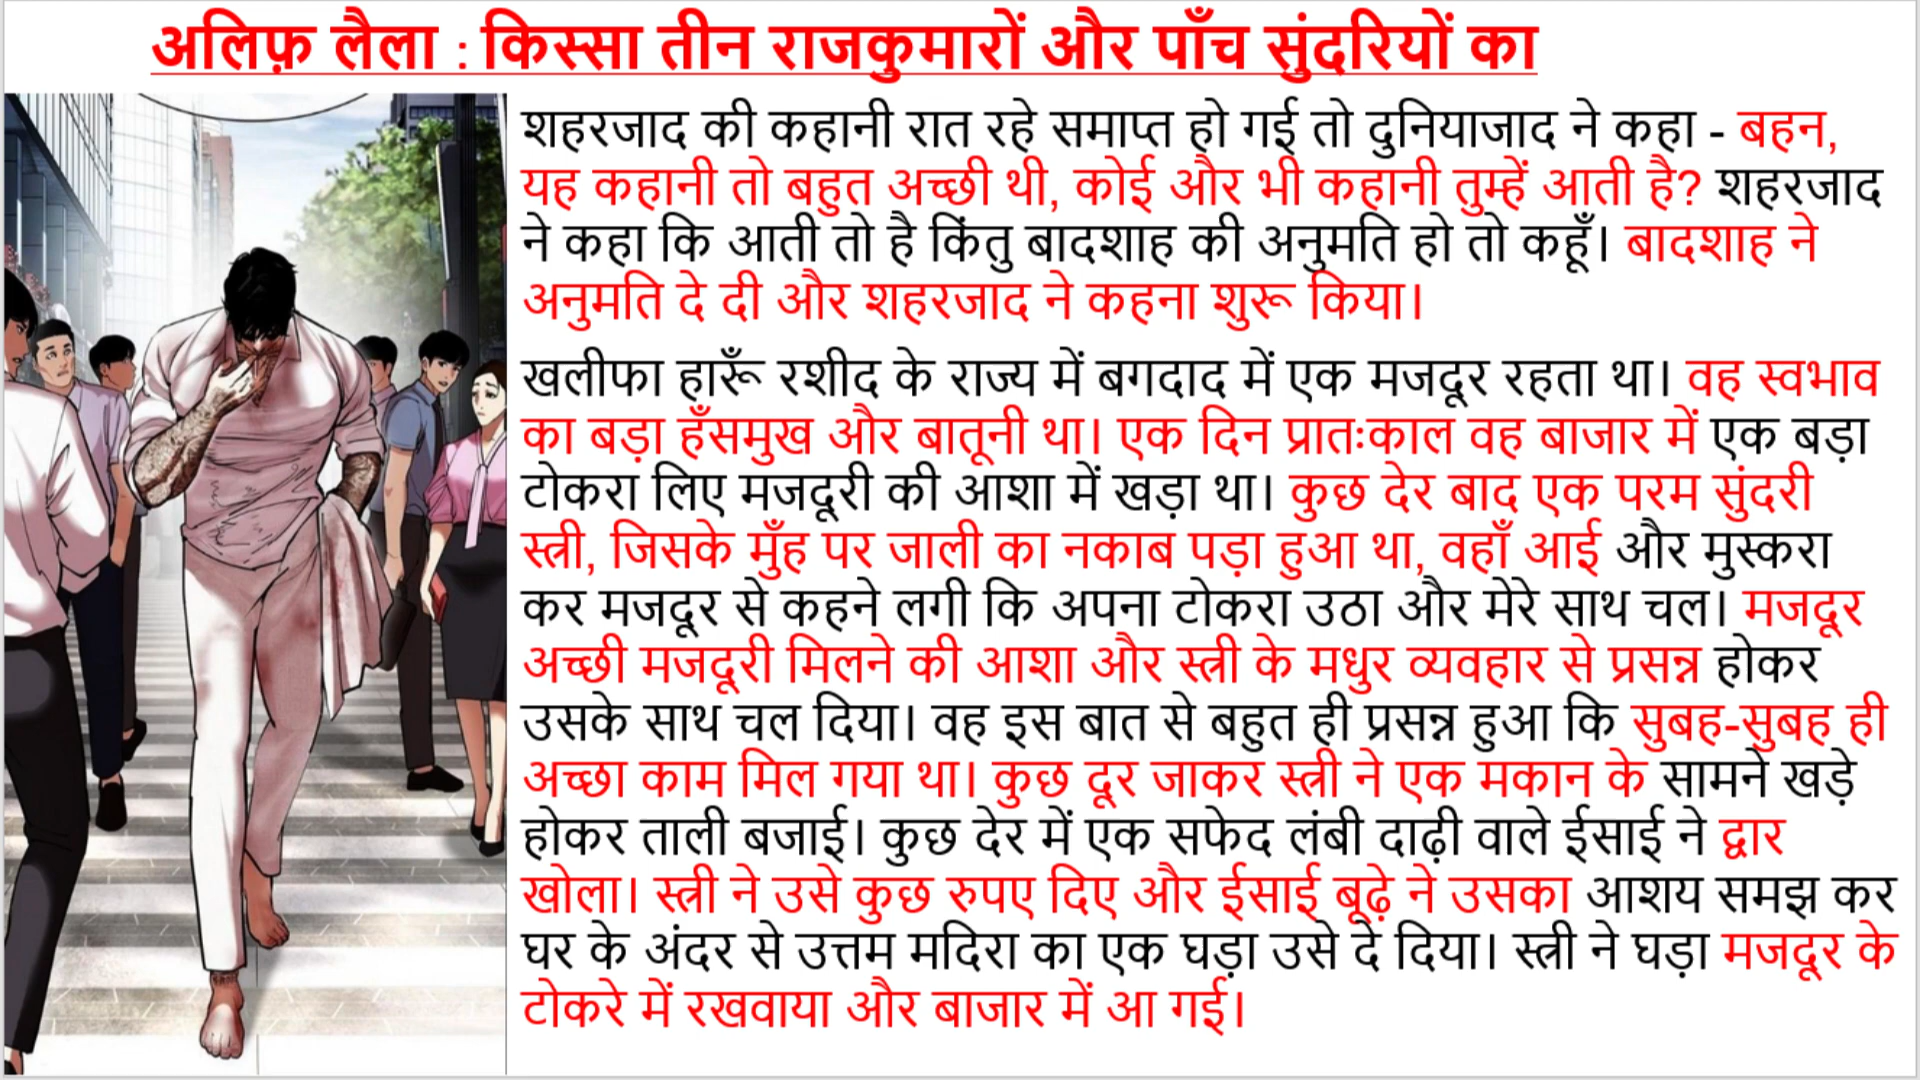 अलिफ़ लैला : किस्सा तीन राजकुमारों और पाँच सुंदरियों का
शहरजाद की कहानी रात रहे समाप्त हो गई तो दुनियाजाद ने कहा - बहन,
यह कहानी तो बहुत अच्छी थी, कोई और भी कहानी तुम्हें आती है? शहरजाद
ने कहा कि आती तो है किंतु बादशाह की अनुमति हो तो कहूँ। बादशाह ने
अनुमति दे दी और शहरजाद ने कहना शुरू किया।
खलीफा हारूँ रशीद के राज्य में बगदाद में एक मजदूर रहता था। वह स्वभाव
का बड़ा हँसमुख और बातूनी था। एक दिन प्रातःकाल वह बाजार में एक बड़ा
टोकरा लिए मजदूरी की आशा में खड़ा था। कुछ देर बाद एक परम सुंदरी
स्त्री, जिसके मुँह पर जाली का नकाब पड़ा हुआ था, वहाँ आई और मुस्करा
कर मजदूर से कहने लगी कि अपना टोकरा उठा और मेरे साथ चल। मजदूर
अच्छी मजदूरी मिलने की आशा और स्त्री के मधुर व्यवहार से प्रसन्न होकर
उसके साथ चल दिया। वह इस बात से बहुत ही प्रसन्न हुआ कि सुबह-सुबह ही
अच्छा काम मिल गया था। कुछ दूर जाकर स्त्री ने एक मकान के सामने खड़े
होकर ताली बजाई। कुछ देर में एक सफेद लंबी दाढ़ी वाले ईसाई ने द्वार
खोला। स्त्री ने उसे कुछ रुपए दिए और ईसाई बूढ़े ने उसका आशय समझ कर
घर के अंदर से उत्तम मदिरा का एक घड़ा उसे दे दिया। स्त्री ने घड़ा मजदूर के
टोकरे में रखवाया और बाजार में आ गई।